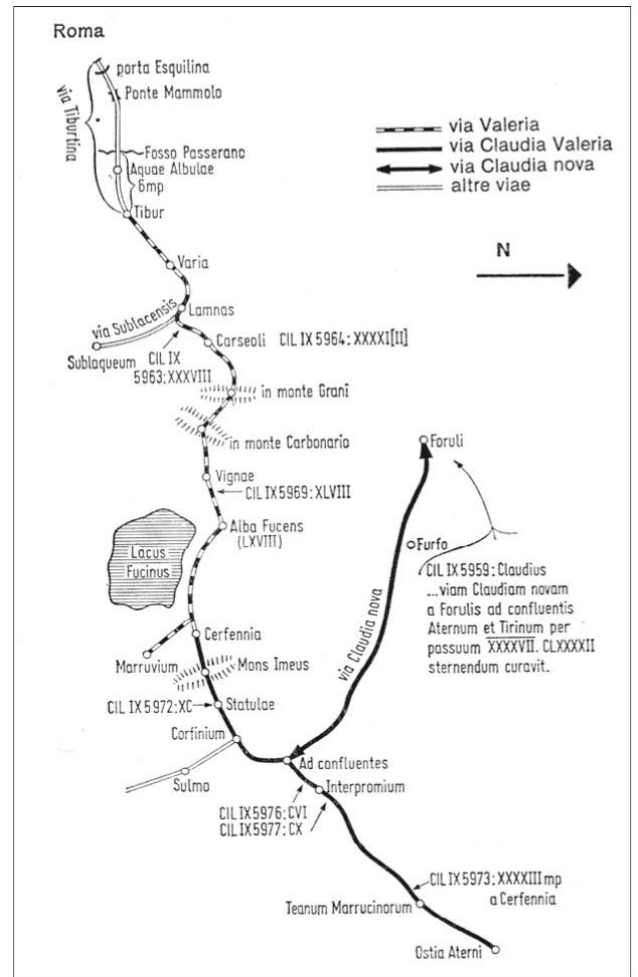 Roma
porta Esquilina
Ponte Mammolo
via Tiburtina
Fosso Passerano
Aquae Albulae
6mp
Tibur
via Valeria
via Claudia Valeria
via Claudia nova
altre viae
N
Varia
Lamnas
via Sublacensis
Sublaqueum
CIL IX
5963: XXXVIII
Carseoli CIL IX 5964: XXXXI[II]
in monte Grani
in monte Carbonario
Vignae
CIL IX 5969: XLVIII
Alba Fucens
(LXVIII)
Lacus
Fucinus
Foruli
Furfo
CIL IX 5959: Claudius
...viam Claudiam novam
a Forulis ad confluentis
Aternum et Tirinum per
passuum XXXXVII. CLXXXXII
sternendum curavit.
via Claudia nova
Cerfennia
Marruvium
Mons Imeus
CIL IX 5972: XC
Statulae
Corfinium
Sulmo
Ad confluentes
Interpromium
CIL IX 5976: CVI
CIL IX 5977: CX
CIL IX 5973: XXXXIII mp
a Cerfennia
Teanum Marrucinorum
Ostia Aterni